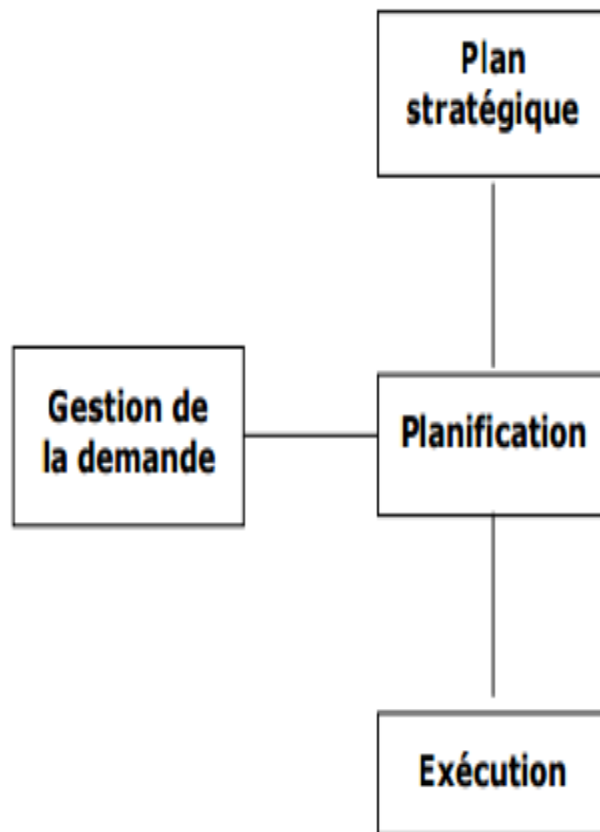 Plan
stratégique
Gestion de
la demande
Planification
Exécution